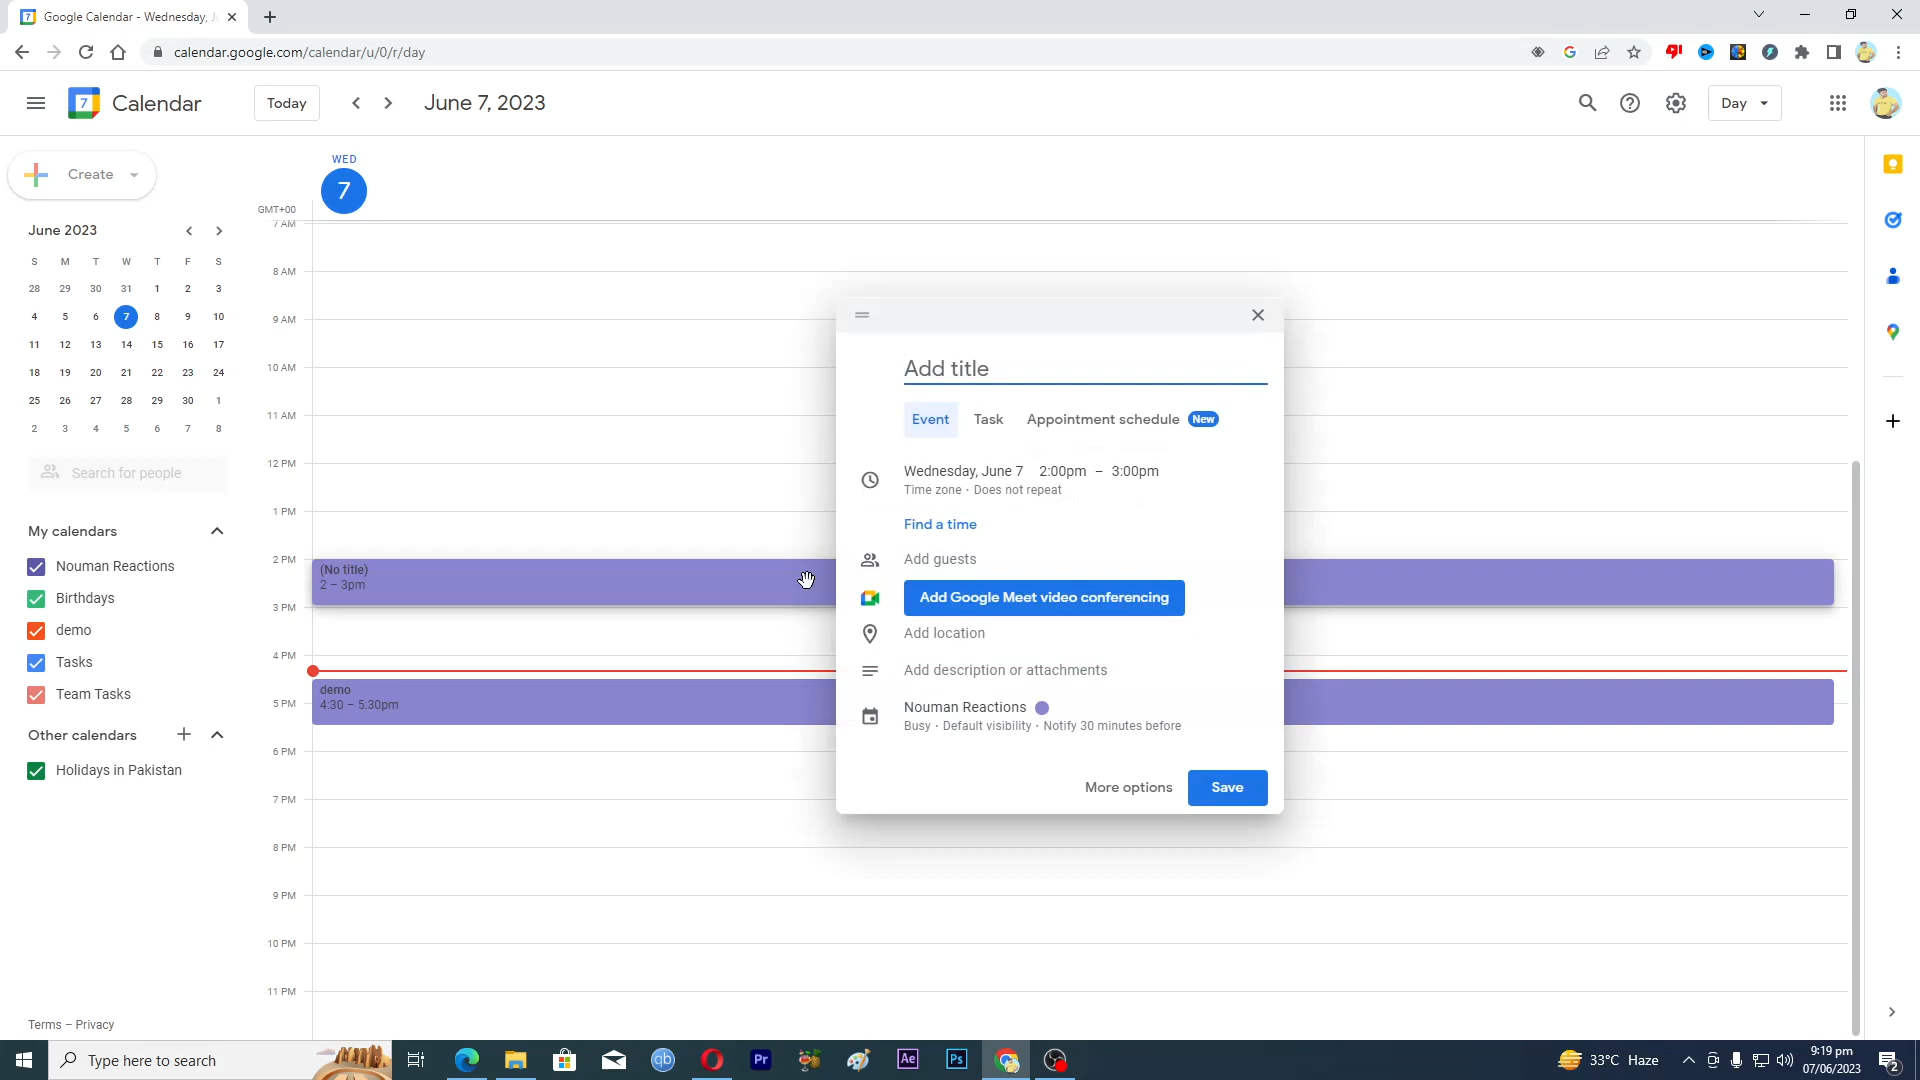 Google Calendar - Wednesday, J
calendar.google.com/calendar/u/0/r/day
7 Calendar Today June 7, 2023 Day
Create
WED
7
GMT+00
June 2023
S M T W T F S
28 29 30 31 1 2 3
4 5 6 7 8 9 10
11 12 13 14 15 16 17
18 19 20 21 22 23 24
25 26 27 28 29 30 1
2 3 4 5 6 7 8
Search for people
My calendars
Nouman Reactions
Birthdays
demo
Tasks
Team Tasks
Other calendars
Holidays in Pakistan
Terms – Privacy
7 AM
8 AM
9 AM
10 AM
11 AM
12 PM
1 PM
2 PM
3 PM
4 PM
5 PM
6 PM
7 PM
8 PM
9 PM
10 PM
11 PM
(No title)
2 – 3pm
demo
4:30 – 5:30pm
Add title
Event Task Appointment schedule New
Wednesday, June 7 2:00pm – 3:00pm
Time zone · Does not repeat
Find a time
Add guests
Add Google Meet video conferencing
Add location
Add description or attachments
Nouman Reactions
Busy · Default visibility · Notify 30 minutes before
More options Save
Type here to search
qb
Pr
Ae
Ps
33°C Haze
9:19 pm
07/06/2023
2